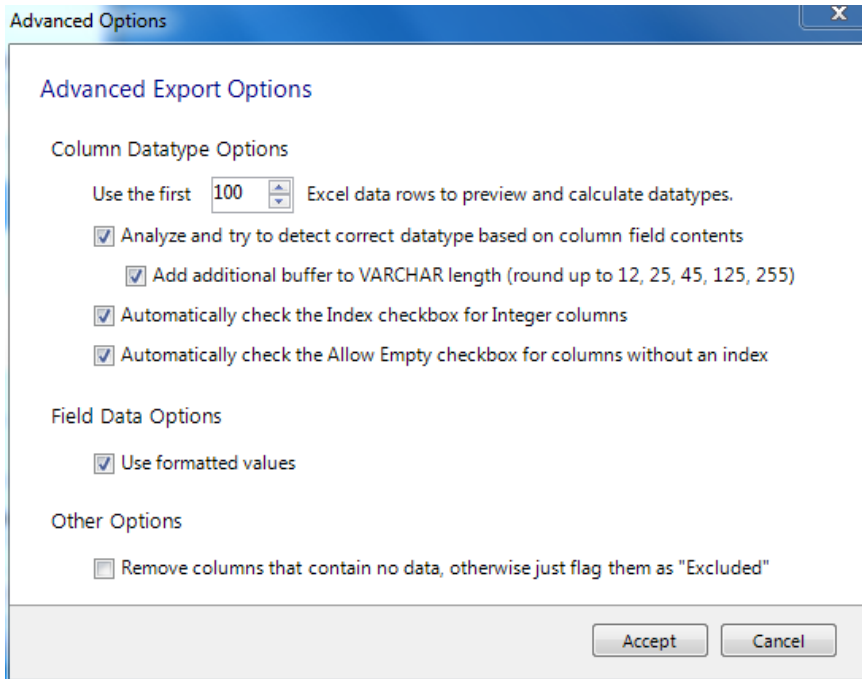 Advanced Options
X
Advanced Export Options
Column Datatype Options
Use the first 100 Excel data rows to preview and calculate datatypes.
Analyze and try to detect correct datatype based on column field contents
Add additional buffer to VARCHAR length (round up to 12, 25, 45, 125, 255)
Automatically check the Index checkbox for Integer columns
Automatically check the Allow Empty checkbox for columns without an index
Field Data Options
Use formatted values
Other Options
Remove columns that contain no data, otherwise just flag them as "Excluded"
Accept Cancel